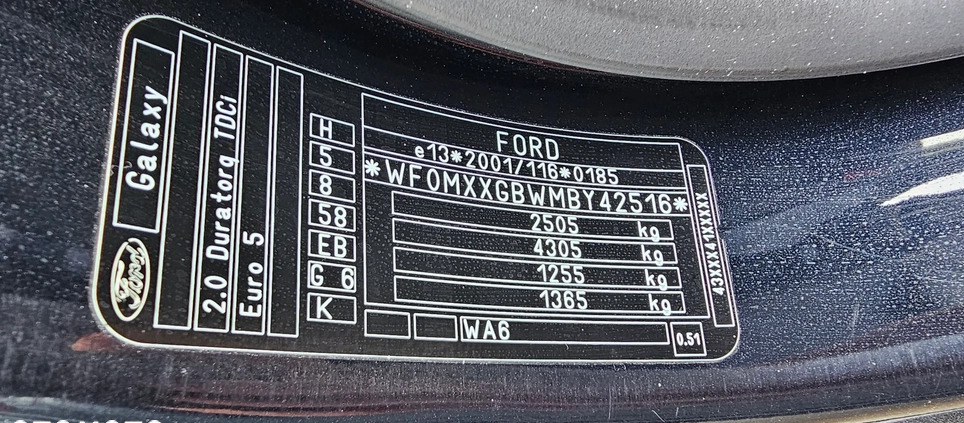 Galaxy
Ford
2.0 Duratorq TDCi
Euro 5
H
5
8
58
EB
G 6
K
FORD
e13*2001/116*0185
*WF0MXXGBWMBY42516*
2505 kg
4305 kg
1255 kg
1365 kg
WA6
0.51
43XXX41XXXXX